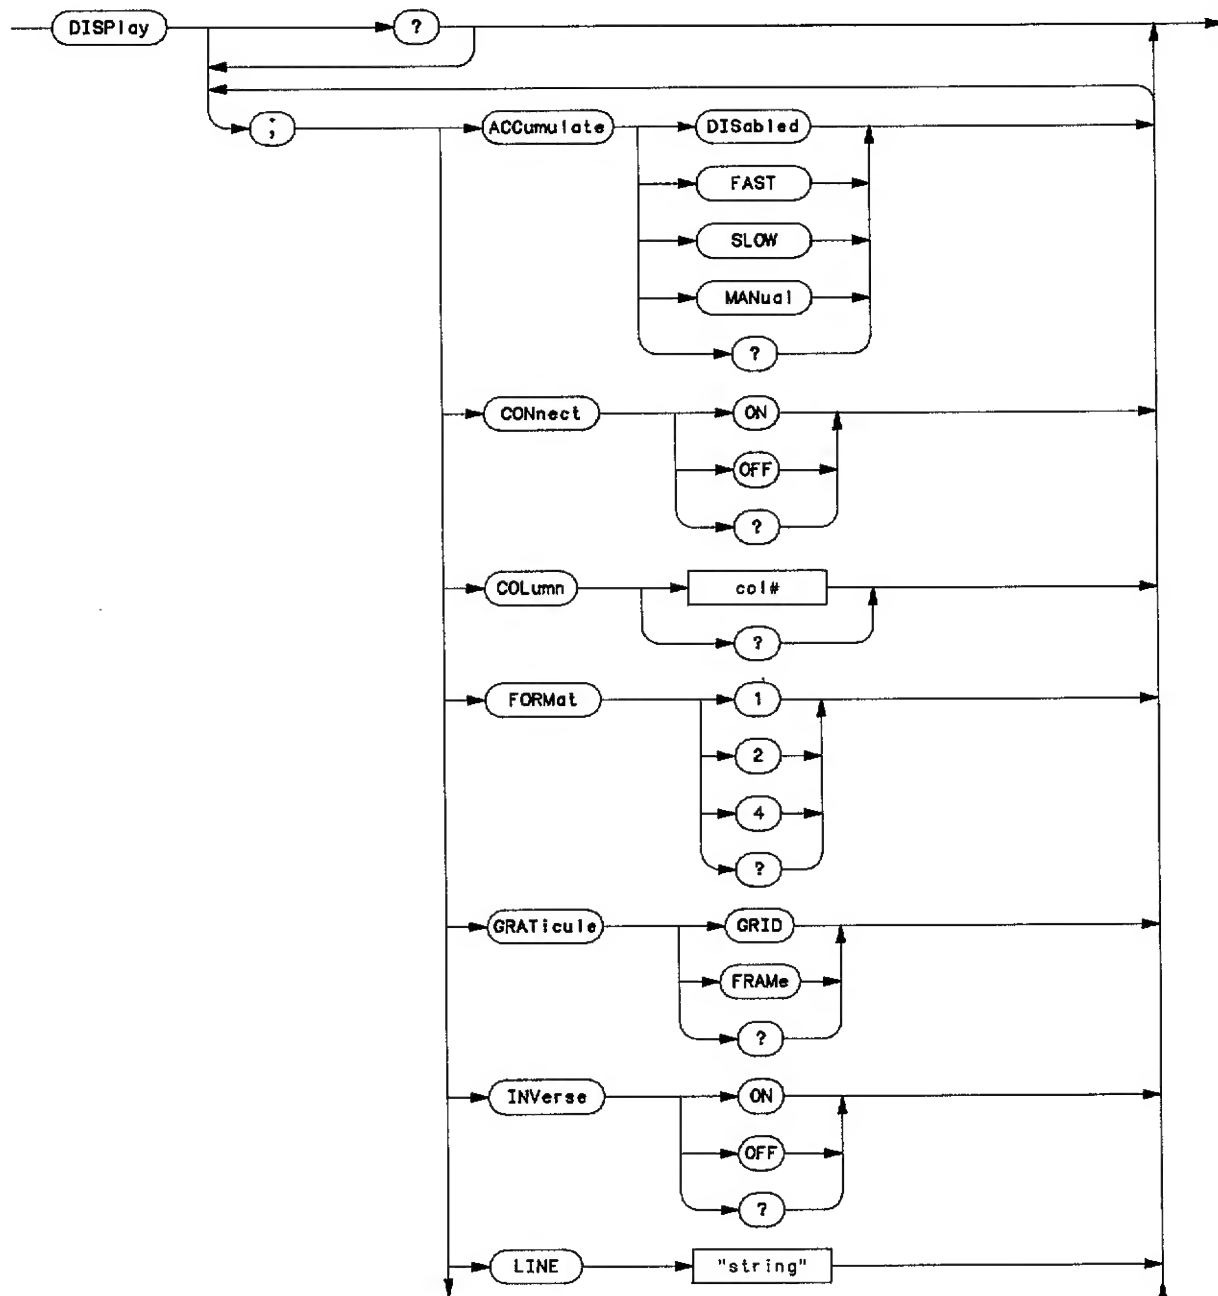 DISPlay ?
;
ACCumulate DISabled
FAST
SLOW
MANual
?
CONnect ON
OFF
?
COLumn col#
?
FORMat 1
2
4
?
GRATicule GRID
FRAMe
?
INVerse ON
OFF
?
LINE "string"